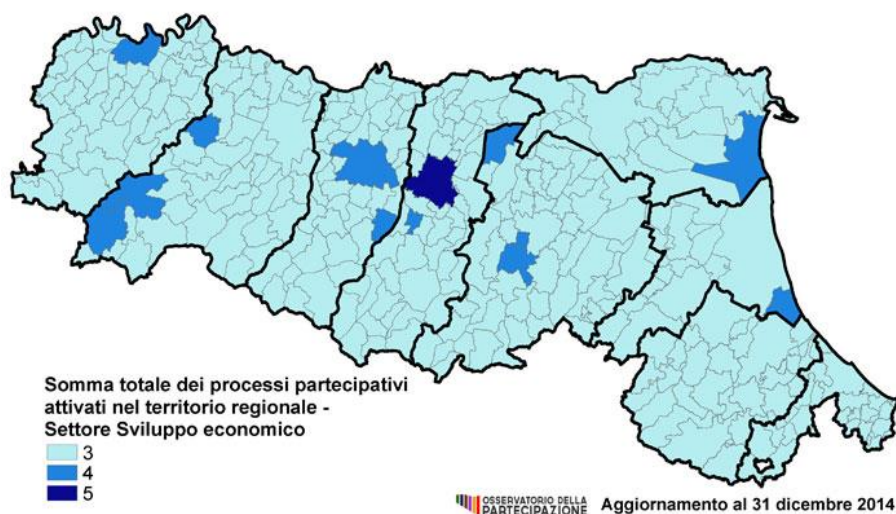 Somma totale dei processi partecipativi
attivati nel territorio regionale -
Settore Sviluppo economico
3
4
5
OSSERVATORIO DELLA
PARTECIPAZIONE
Aggiornamento al 31 dicembre 2014